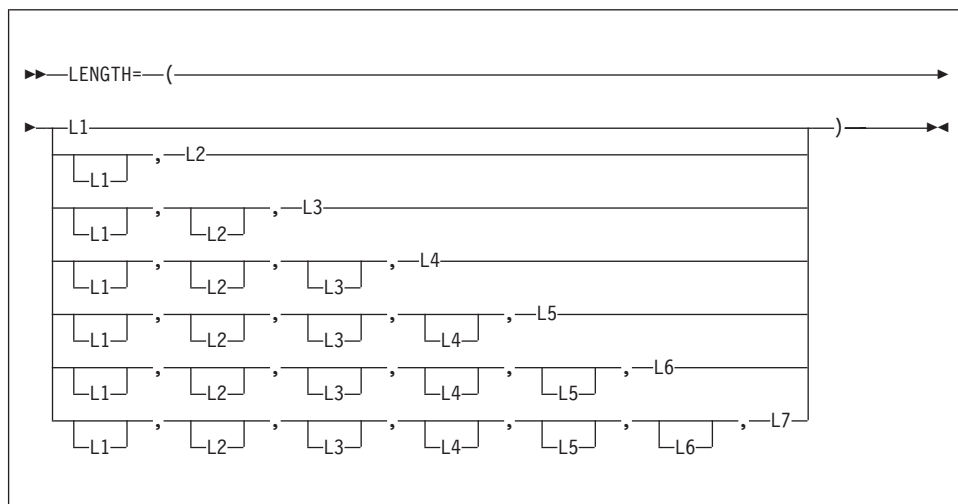 LENGTH= (
L1 )
L1 , L2
L1 , L2 , L3
L1 , L2 , L3 , L4
L1 , L2 , L3 , L4 , L5
L1 , L2 , L3 , L4 , L5 , L6
L1 , L2 , L3 , L4 , L5 , L6 , L7